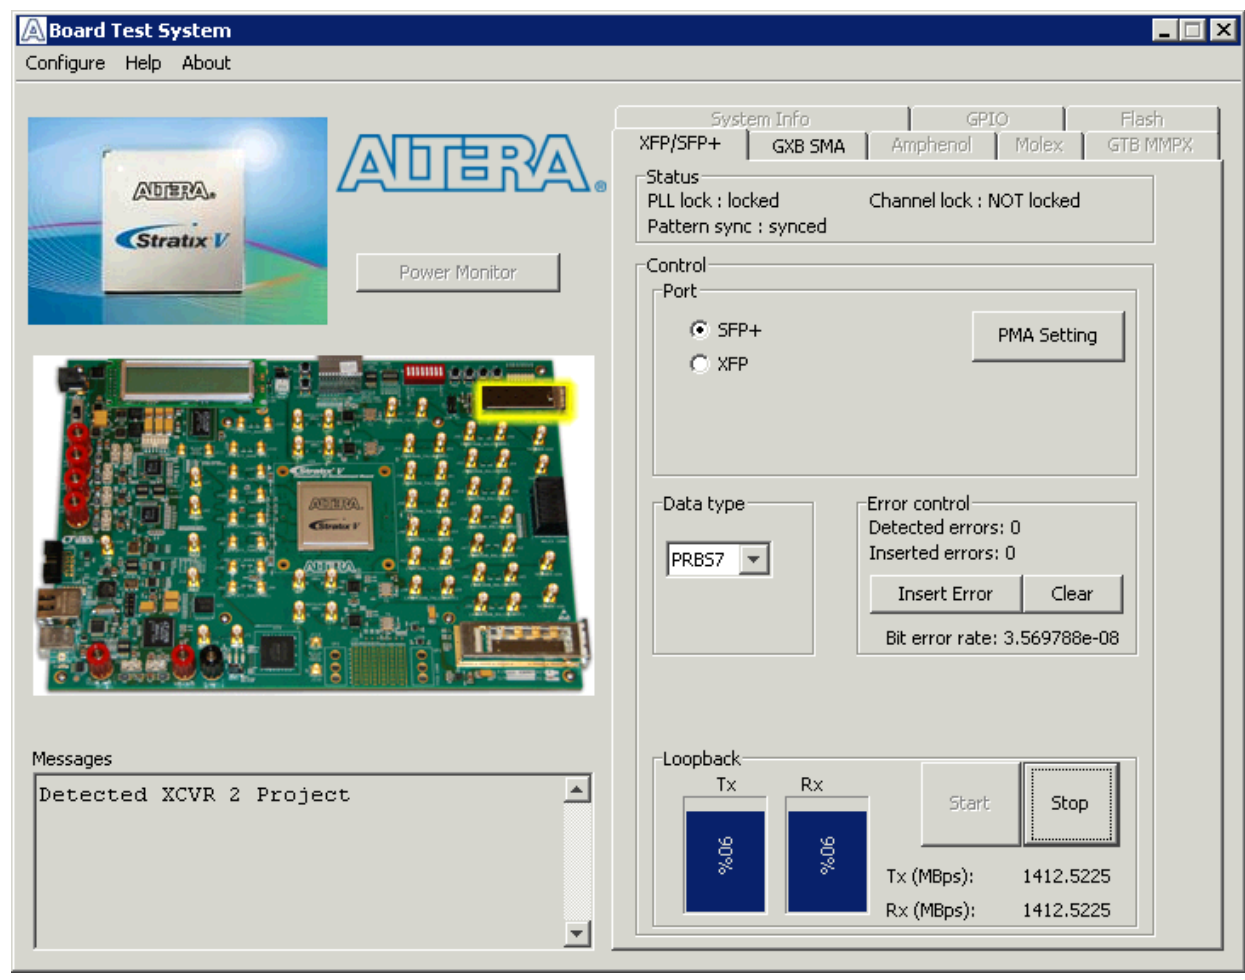 Board Test System
Configure Help About
System Info GPIO Flash
XFP/SFP+ GXB SMA Amphenol Molex GTB MMPX
ALTERA®
ALTERA.
Stratix V
Power Monitor
Status
PLL lock : locked Channel lock : NOT locked
Pattern sync : synced
Control
Port
SFP+
XFP
PMA Setting
Stratix V
ALTERA.
Stratix V
ALTERA.
Data type
PRBS7
Error control
Detected errors: 0
Inserted errors: 0
Insert Error Clear
Bit error rate: 3.569788e-08
Messages
Detected XCVR 2 Project
Loopback
Tx Rx
90% 90%
Start Stop
Tx (MBps): 1412.5225
Rx (MBps): 1412.5225